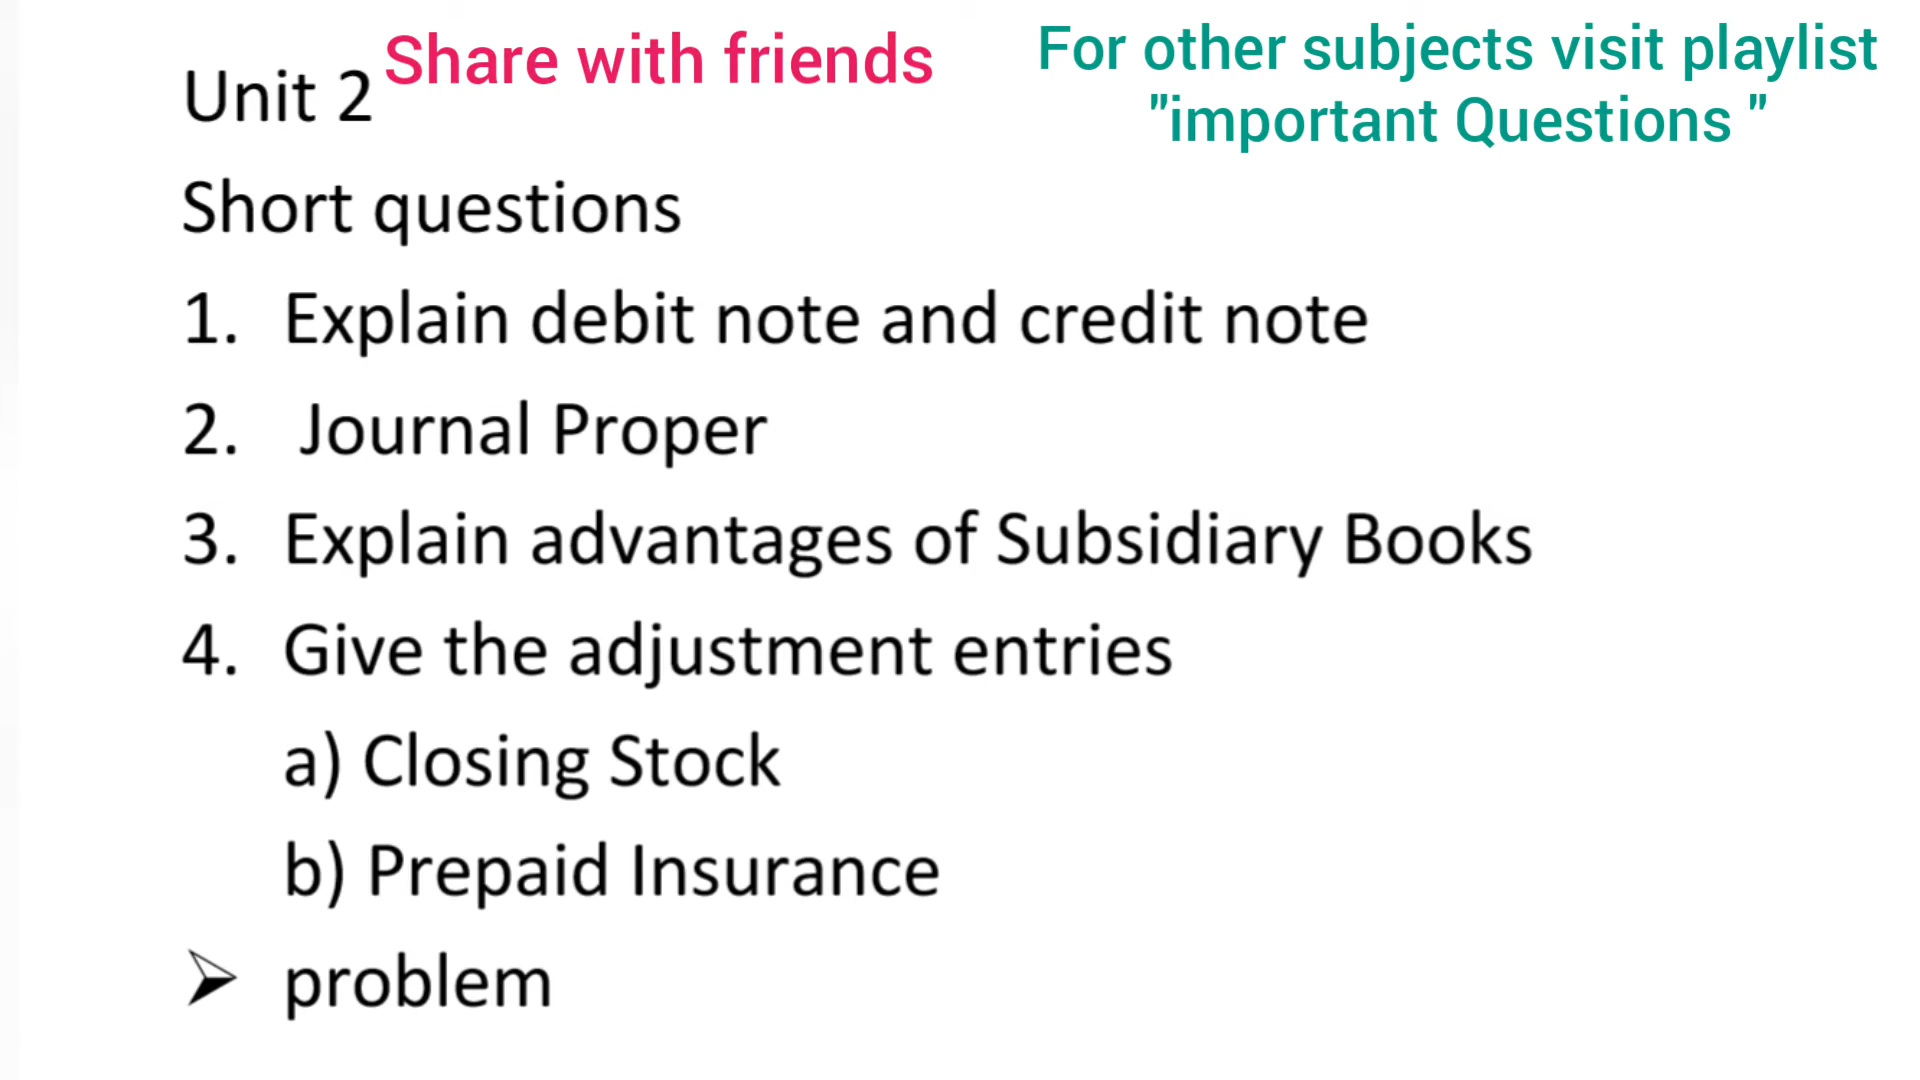 Share with friends
For other subjects visit playlist
"important Questions "
Unit 2
Short questions
1. Explain debit note and credit note
2. Journal Proper
3. Explain advantages of Subsidiary Books
4. Give the adjustment entries
a) Closing Stock
b) Prepaid Insurance
➢ problem